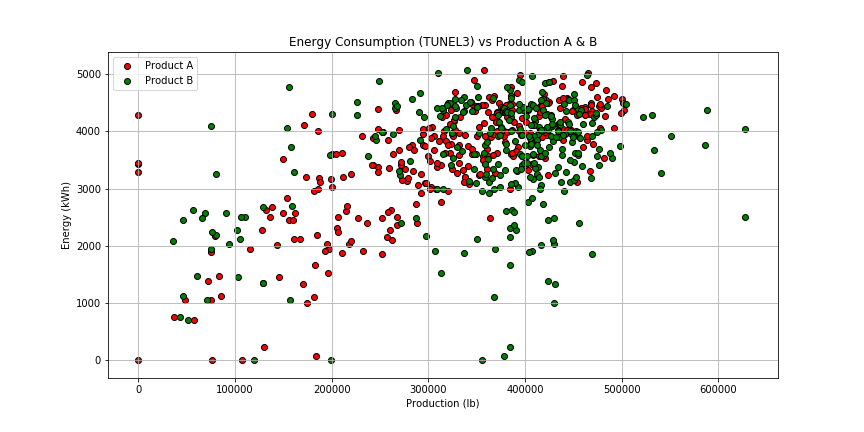 Energy Consumption (TUNEL3) vs Production A & B
Product A
Product B
5000
4000
3000
2000
1000
0
Energy (kWh)
0 100000 200000 300000 400000 500000 600000
Production (lb)